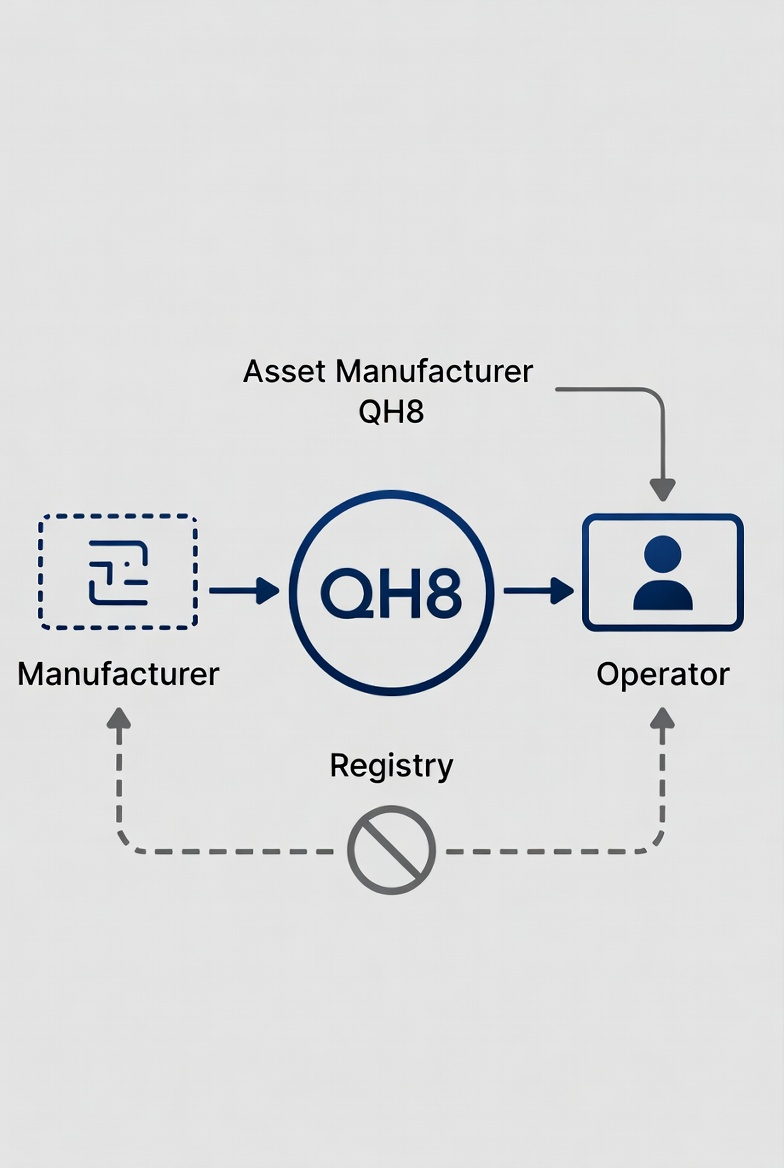 Asset Manufacturer
QH8
QH8
Manufacturer
Operator
Registry